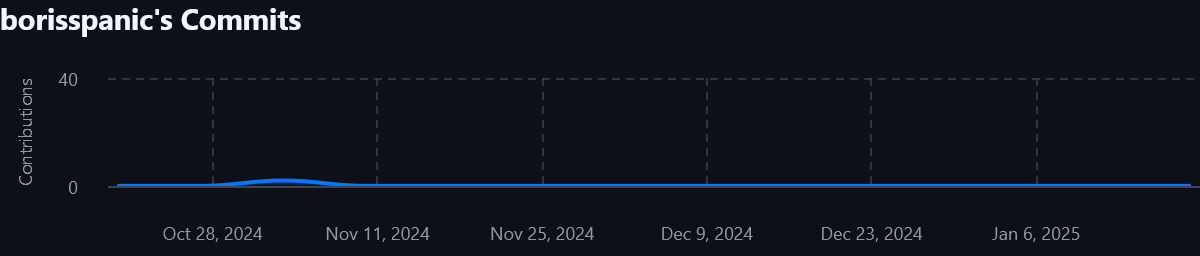 borisspanic's Commits
Contributions
40
0
Oct 28, 2024
Nov 11, 2024
Nov 25, 2024
Dec 9, 2024
Dec 23, 2024
Jan 6, 2025